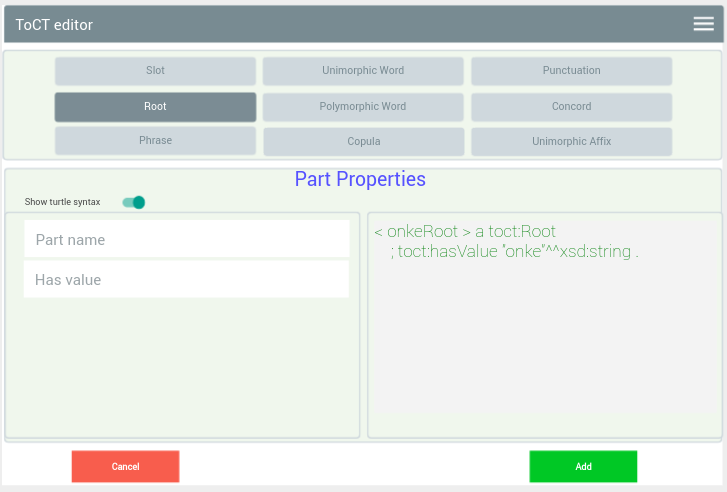 ToCT editor
Slot
Unimorphic Word
Punctuation
Root
Polymorphic Word
Concord
Phrase
Copula
Unimorphic Affix
Part Properties
Show turtle syntax
Part name
Has value
< onkeRoot > a toct:Root
; toct:hasValue "onke"^^xsd:string .
Cancel
Add